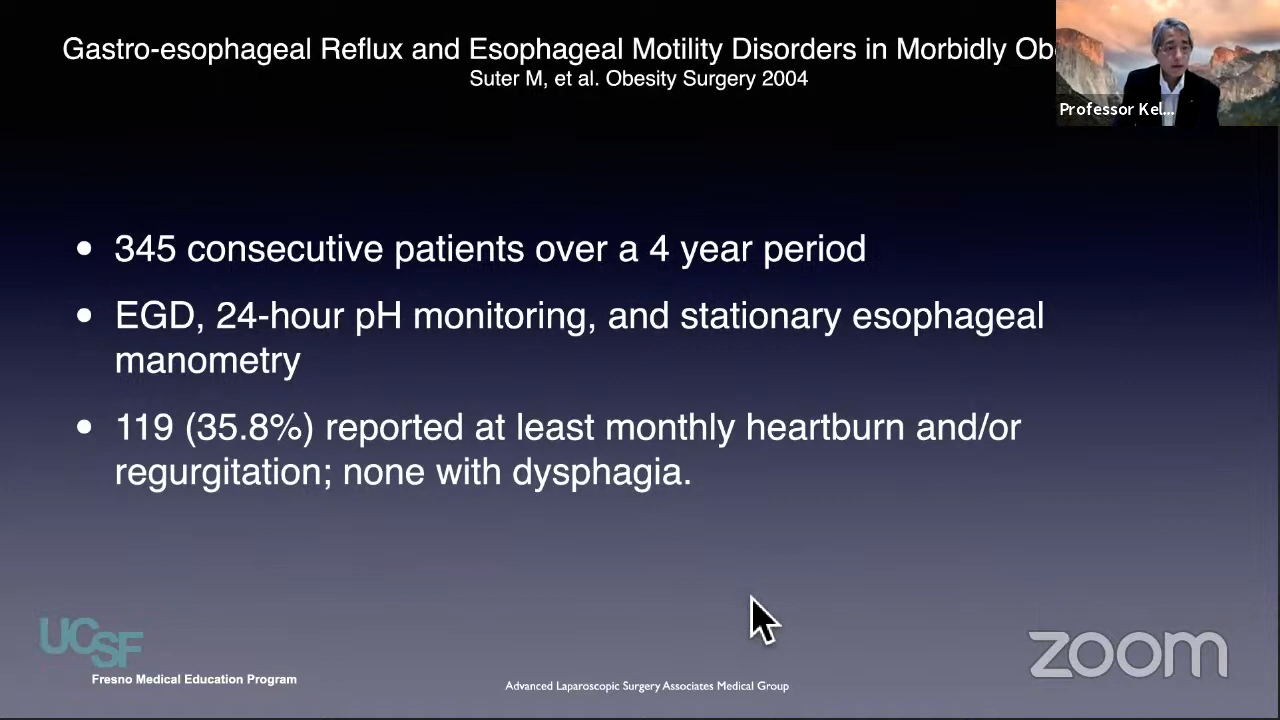 Gastro-esophageal Reflux and Esophageal Motility Disorders in Morbidly
Suter M, et al. Obesity Surgery 2004
Professor Kel...
• 345 consecutive patients over a 4 year period
• EGD, 24-hour pH monitoring, and stationary esophageal
manometry
• 119 (35.8%) reported at least monthly heartburn and/or
regurgitation; none with dysphagia.
UCSF
Fresno Medical Education Program
Advanced Laparoscopic Surgery Associates Medical Group
zoom